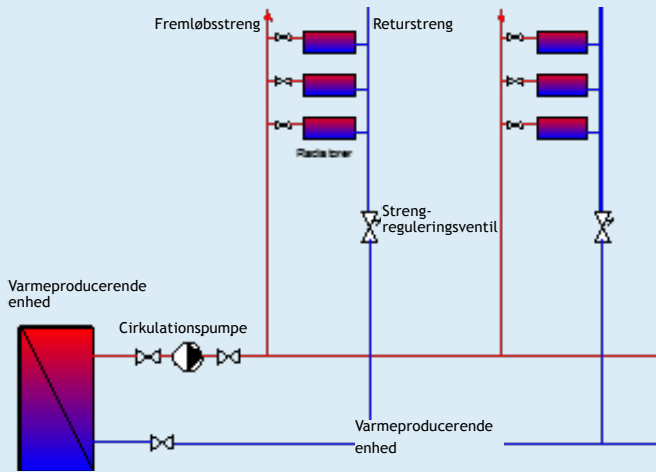 Fremløbsstreng
Returstreng
Radiatorer
Streng-
reguleringsventil
Varmeproducerende
enhed
Cirkulationspumpe
Varmeproducerende
enhed